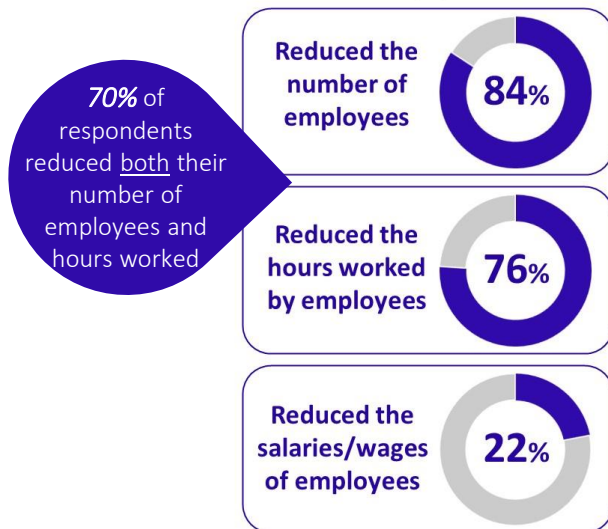 70% of
respondents
reduced both their
number of
employees and
hours worked
Reduced the
number of
employees
84%
Reduced the
hours worked
by employees
76%
Reduced the
salaries/wages
of employees
22%